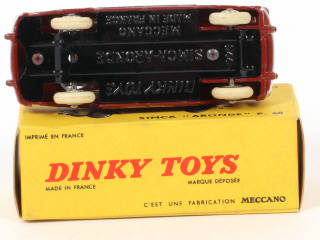 MECCANO
MADE IN FRANCE
SIMCA-ARONDE
DINKY TOYS
SIMCA "ARONDE" P. 60
IMPRIMÉ EN FRANCE
DINKY TOYS
MADE IN FRANCE
MARQUE DÉPOSÉE
C'EST UNE FABRICATION MECCANO